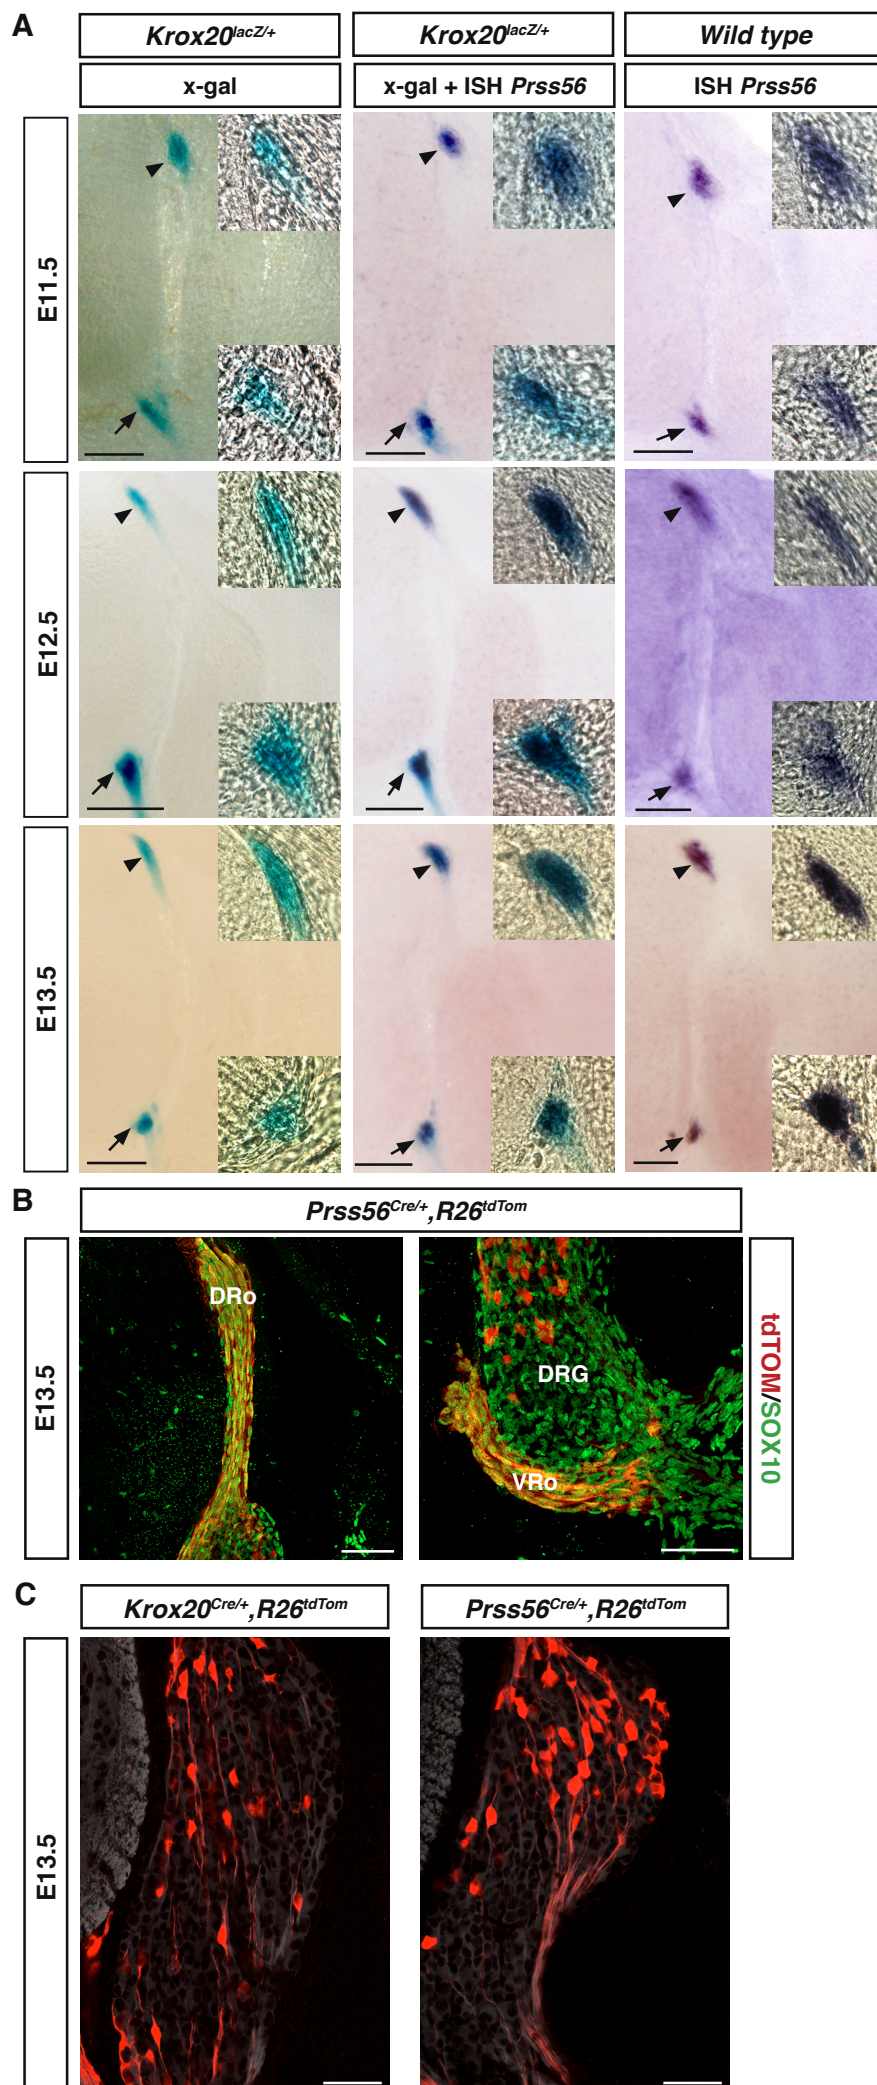 A
Krox20lacZ/+
Krox20lacZ/+
Wild type
x-gal
x-gal + ISH Prss56
ISH Prss56
E11.5
E12.5
E13.5
B
Prss56Cre/+,R26tdTom
E13.5
DRo
DRG
VRo
tdTOM/SOX10
C
Krox20Cre/+,R26tdTom
Prss56Cre/+,R26tdTom
E13.5